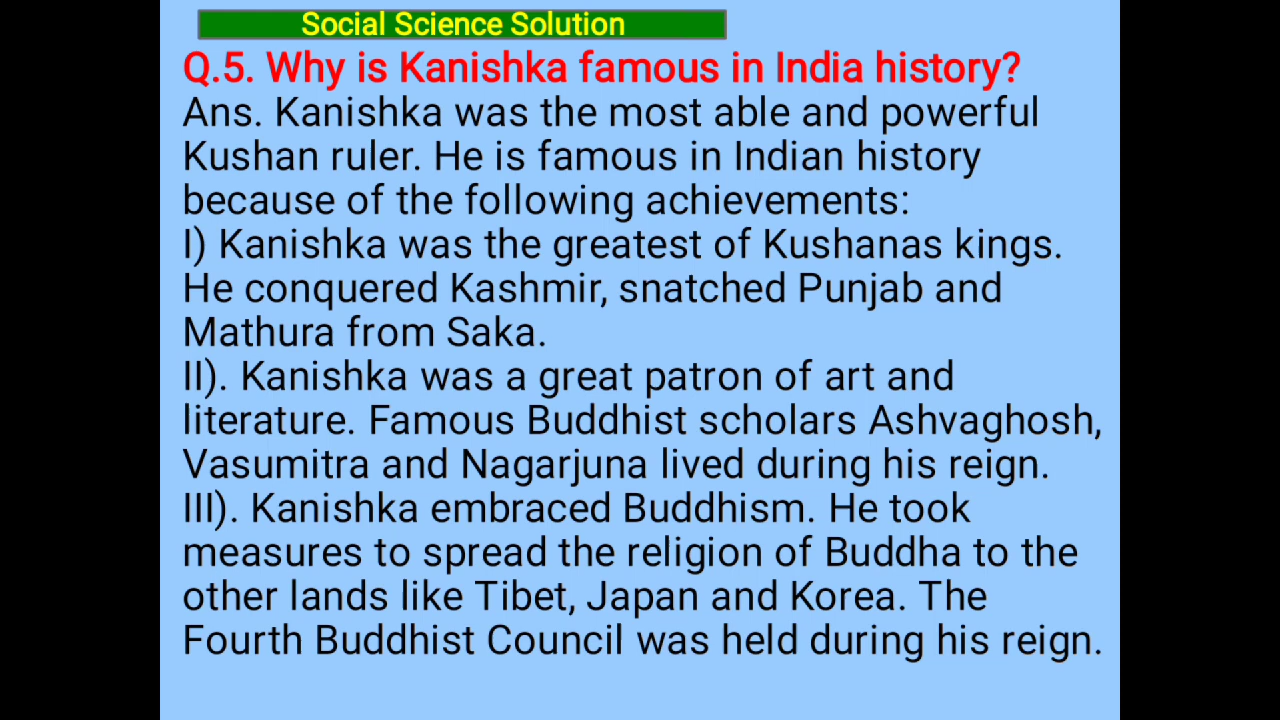 Social Science Solution
Q.5. Why is Kanishka famous in India history?
Ans. Kanishka was the most able and powerful
Kushan ruler. He is famous in Indian history
because of the following achievements:
I) Kanishka was the greatest of Kushanas kings.
He conquered Kashmir, snatched Punjab and
Mathura from Saka.
II). Kanishka was a great patron of art and
literature. Famous Buddhist scholars Ashvaghosh,
Vasumitra and Nagarjuna lived during his reign.
III). Kanishka embraced Buddhism. He took
measures to spread the religion of Buddha to the
other lands like Tibet, Japan and Korea. The
Fourth Buddhist Council was held during his reign.